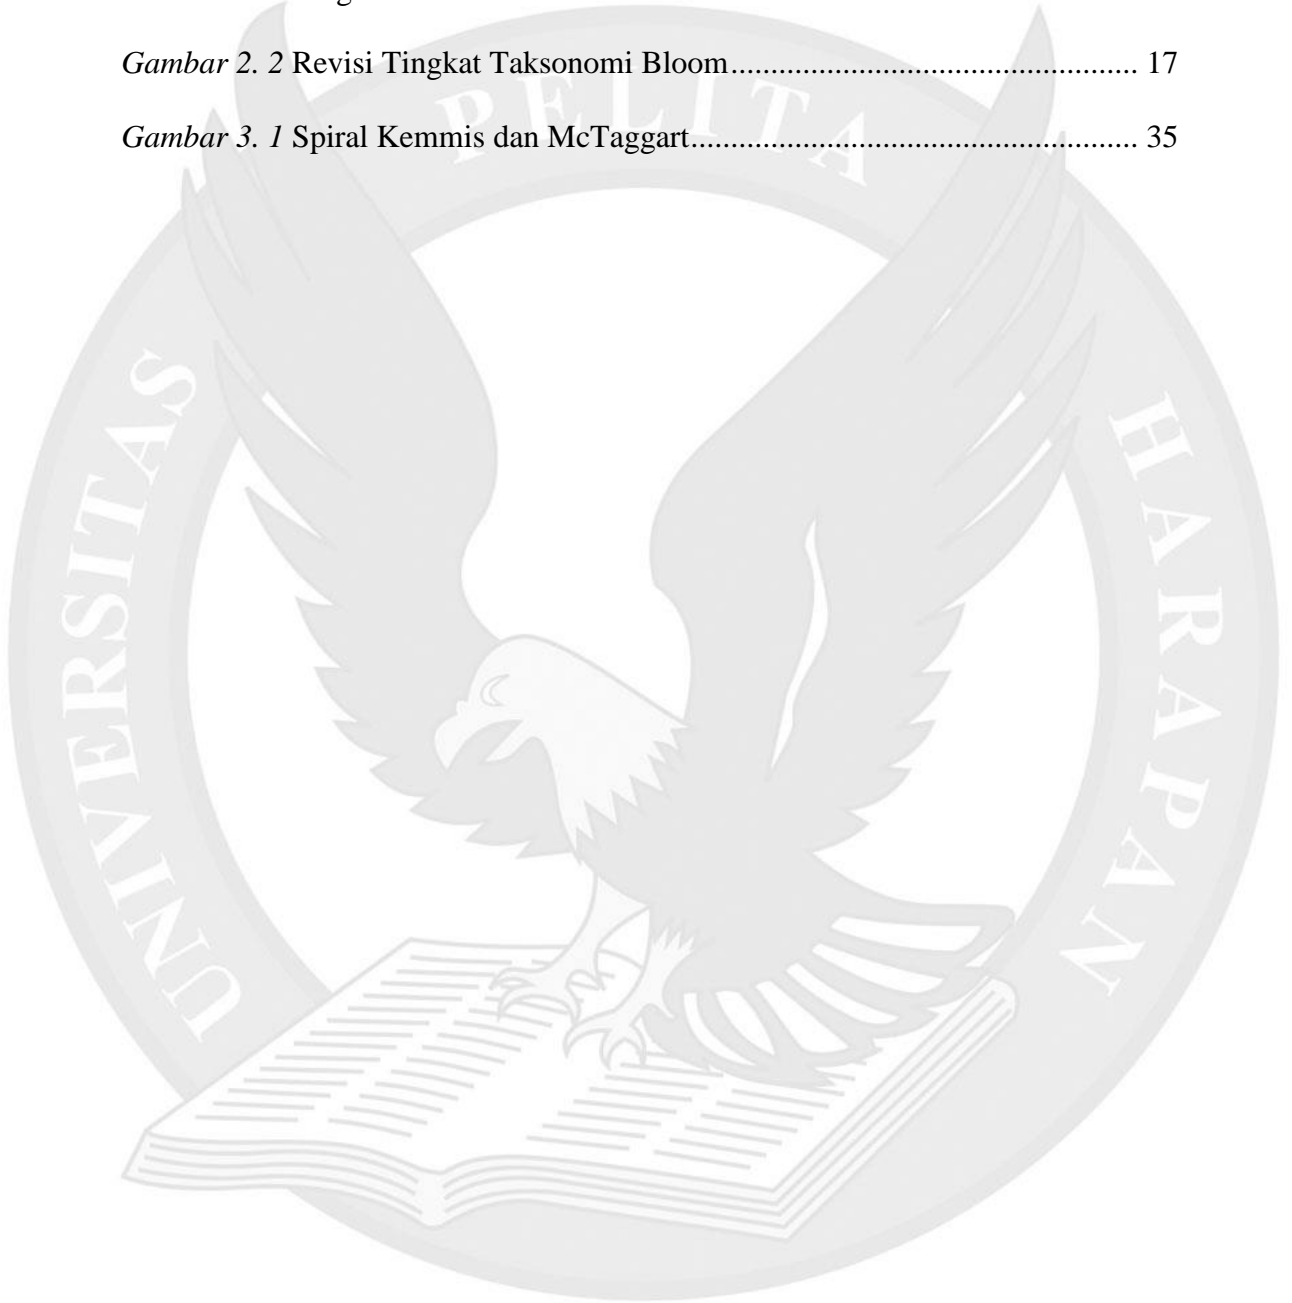 Gambar 2. 2 Revisi Tingkat Taksonomi Bloom................................................... 17
Gambar 3. 1 Spiral Kemmis dan McTaggart........................................................ 35
UNIVERSITAS PELITA HARAPAN